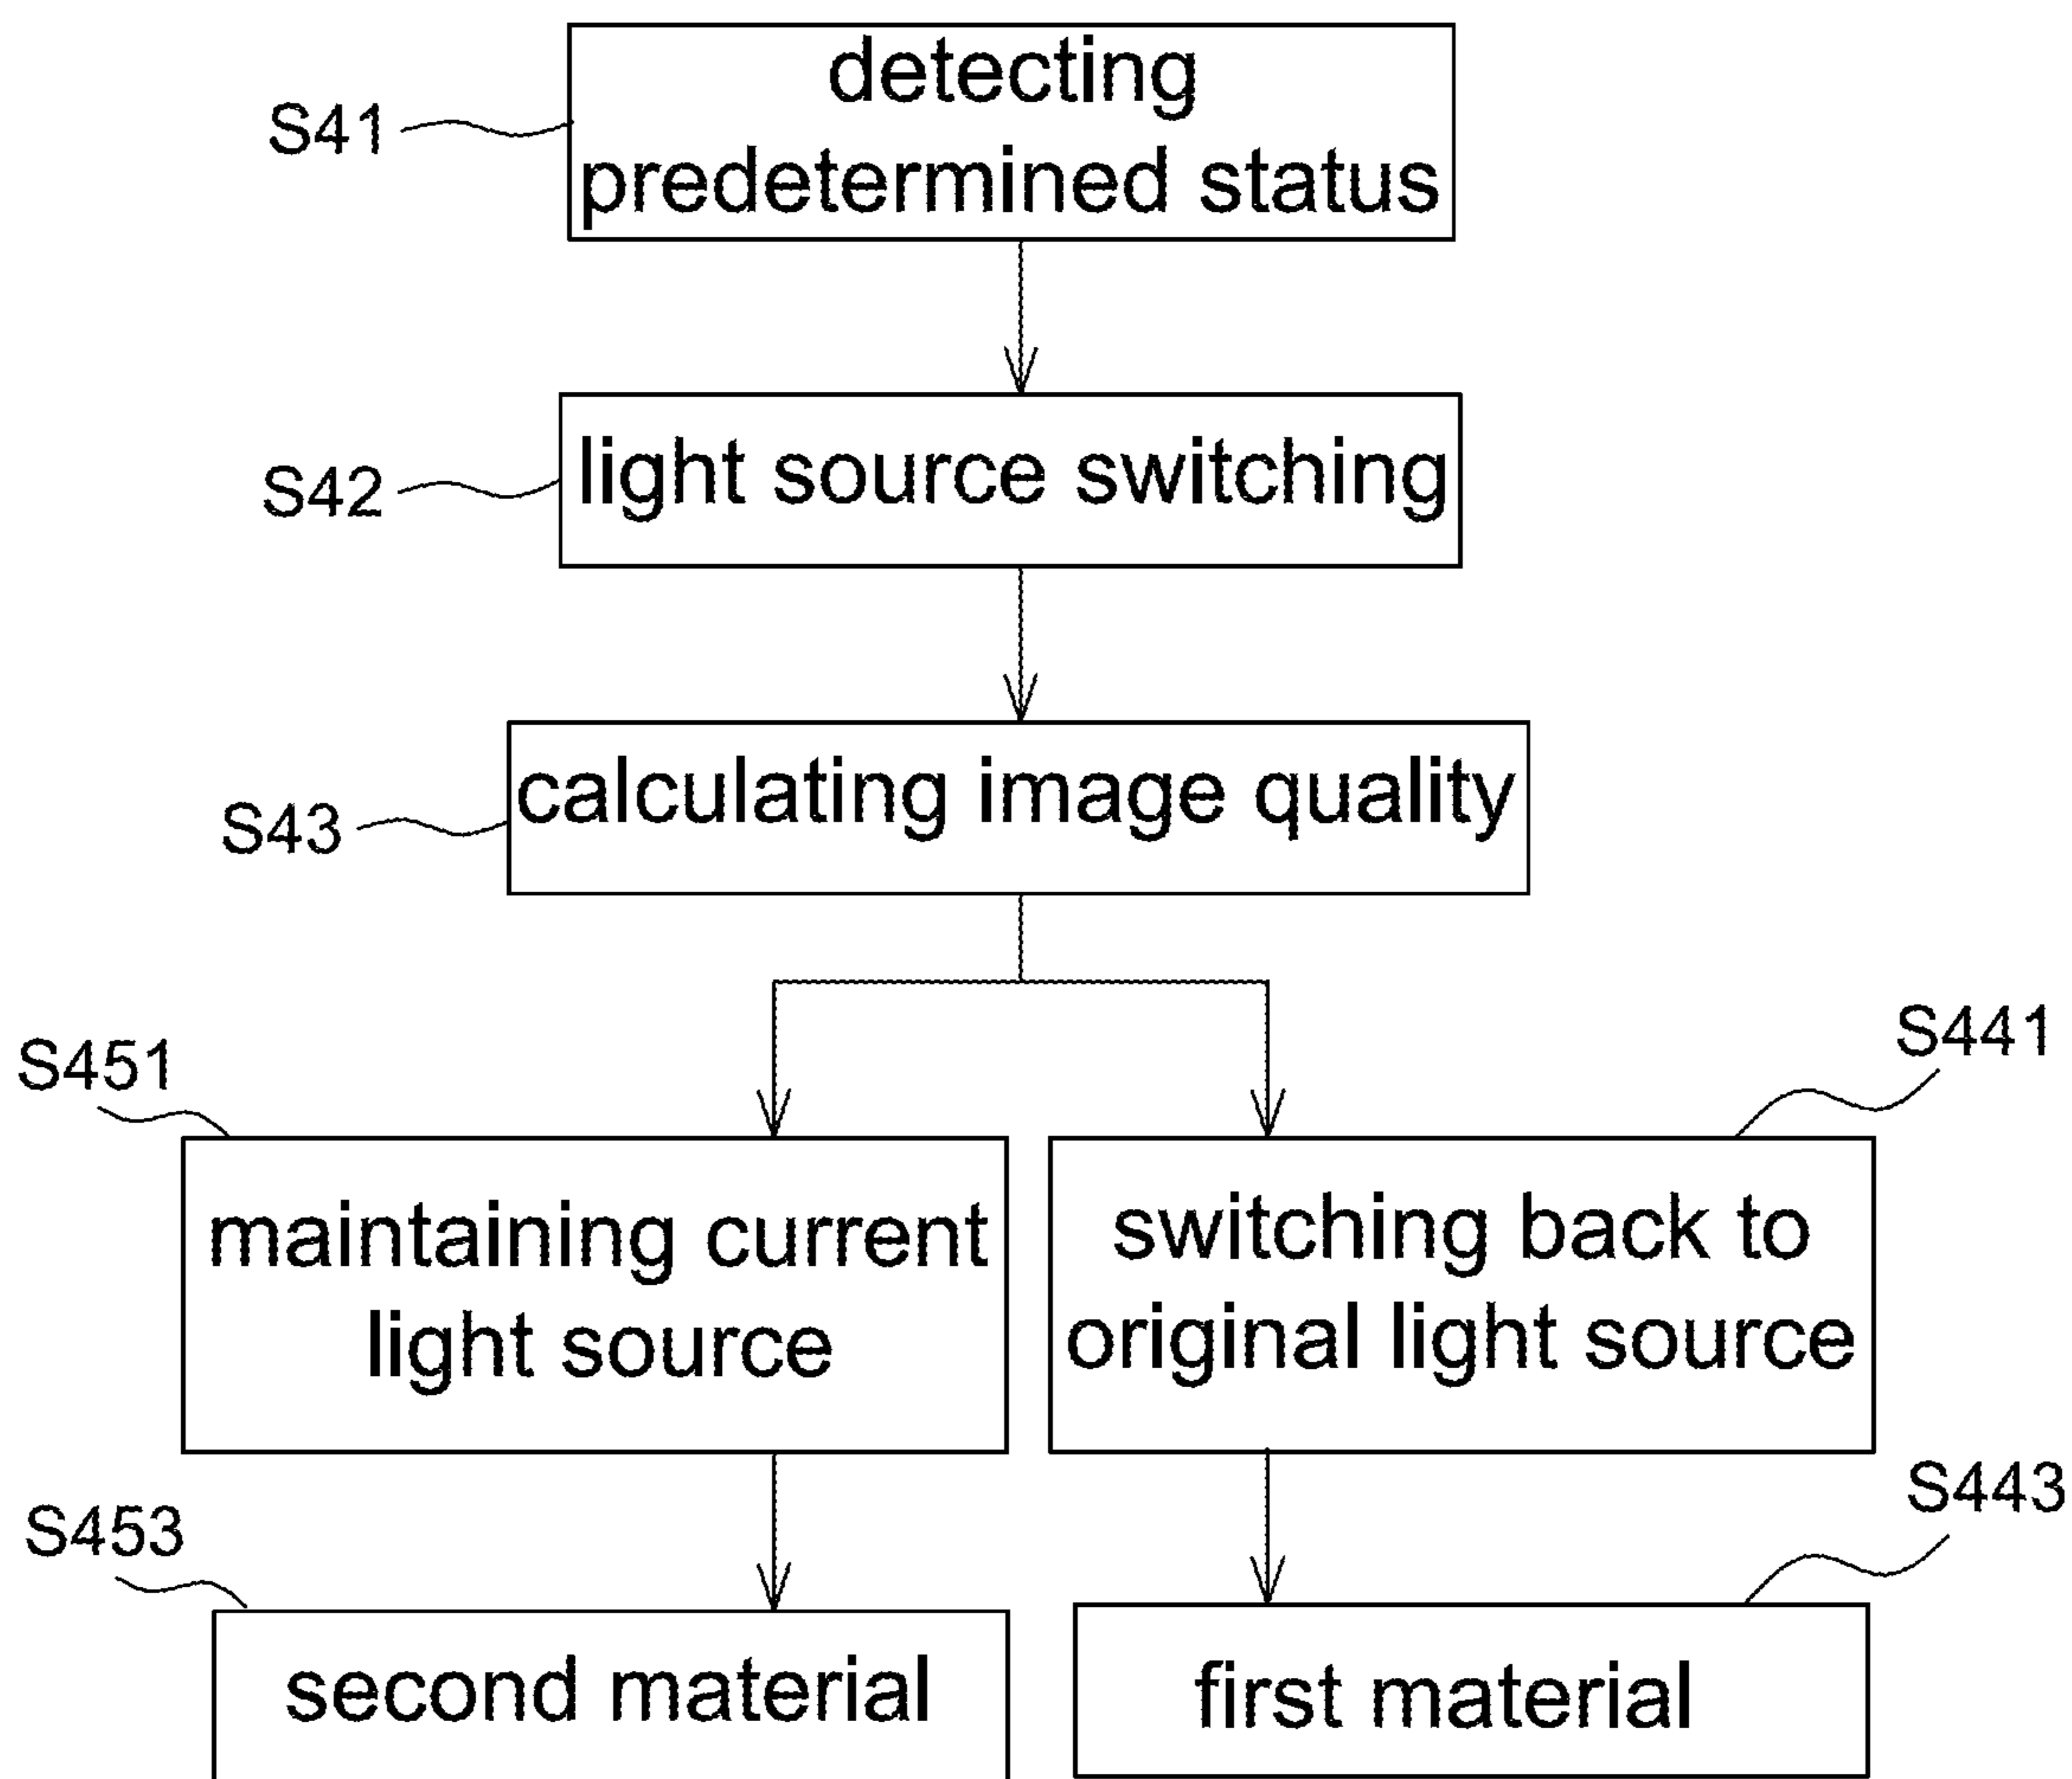 detecting
predetermined status
S41
light source switching
S42
calculating image quality
S43
S451
S441
maintaining current
light source
switching back to
original light source
S453
S443
second material
first material